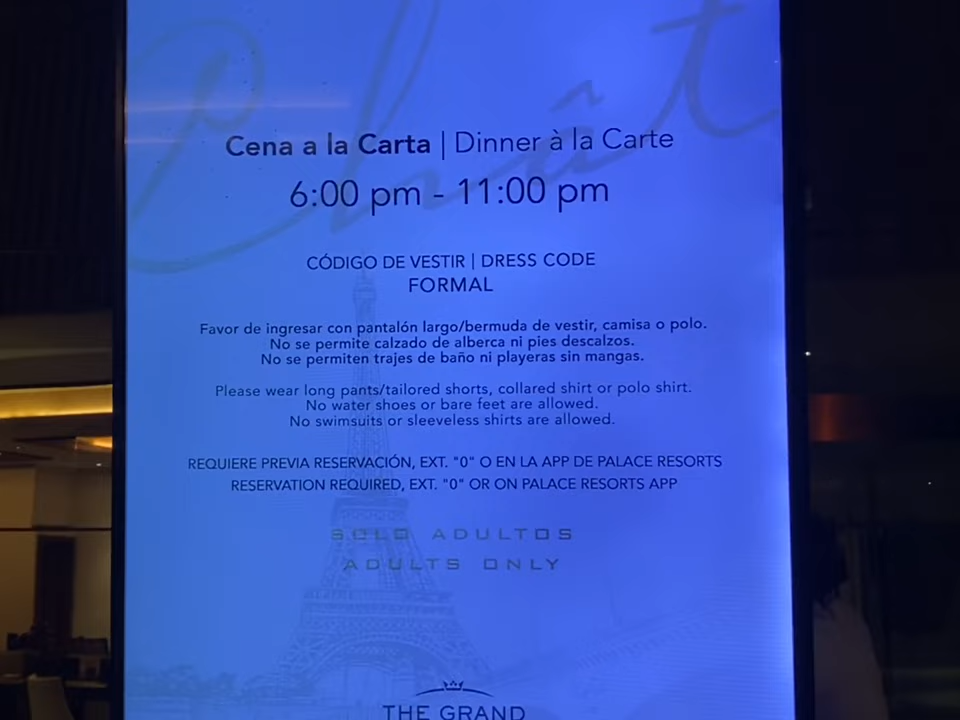 Chât
Cena a la Carta | Dinner à la Carte
6:00 pm - 11:00 pm
CÓDIGO DE VESTIR | DRESS CODE
FORMAL
Favor de ingresar con pantalón largo/bermuda de vestir, camisa o polo.
No se permite calzado de alberca ni pies descalzos.
No se permiten trajes de baño ni playeras sin mangas.
Please wear long pants/tailored shorts, collared shirt or polo shirt.
No water shoes or bare feet are allowed.
No swimsuits or sleeveless shirts are allowed.
REQUIERE PREVIA RESERVACIÓN, EXT. "0" O EN LA APP DE PALACE RESORTS
RESERVATION REQUIRED, EXT. "0" OR ON PALACE RESORTS APP
SOLO ADULTOS
ADULTS ONLY
THE GRAND